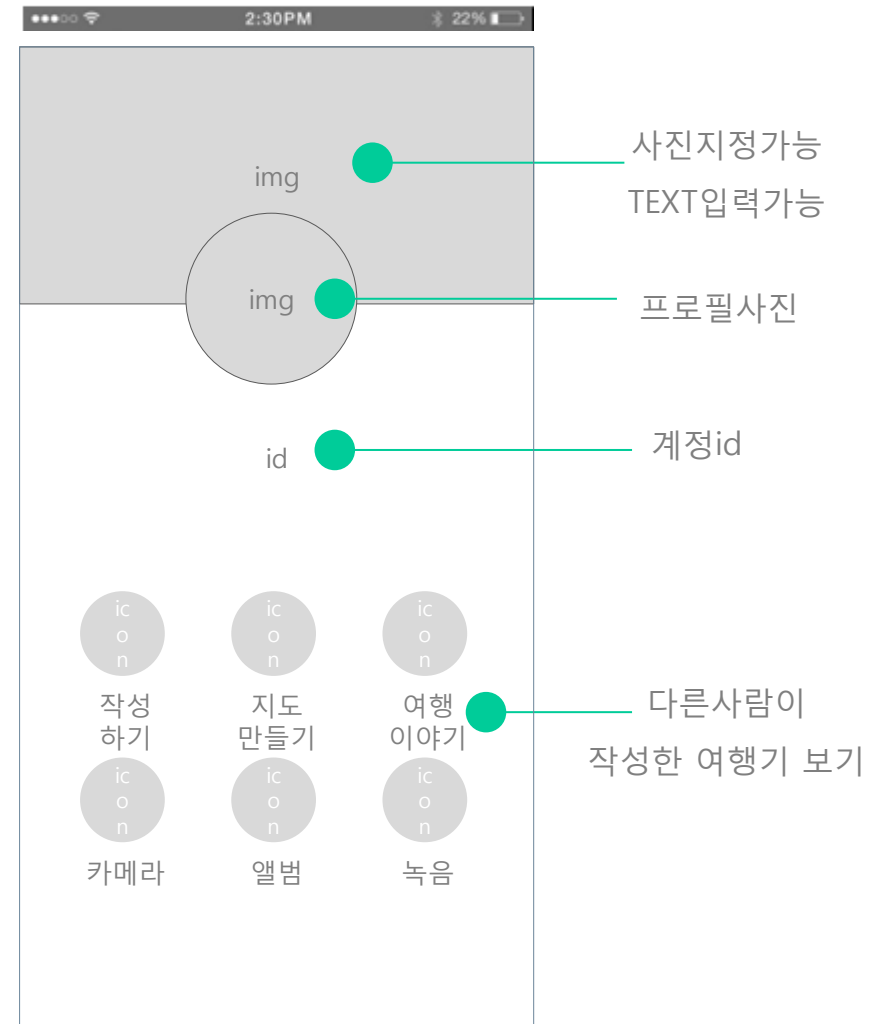 2:30PM 22%
img
사진지정가능
TEXT입력가능
img
프로필사진
id
계정id
ic
o
n
ic
o
n
ic
o
n
작성
하기
지도
만들기
여행
이야기
다른사람이
작성한 여행기 보기
ic
o
n
ic
o
n
ic
o
n
카메라
앨범
녹음